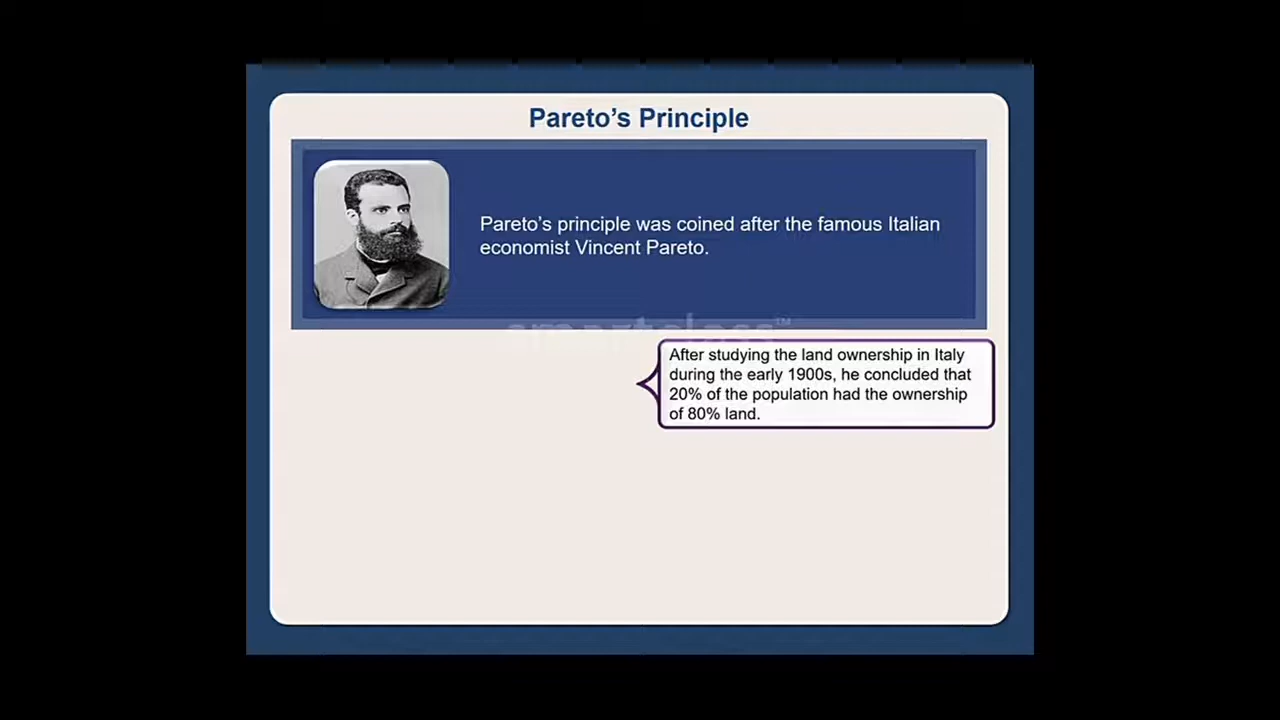 Pareto's Principle
Pareto's principle was coined after the famous Italian
economist Vincent Pareto.
smartclass™
After studying the land ownership in Italy
during the early 1900s, he concluded that
20% of the population had the ownership
of 80% land.